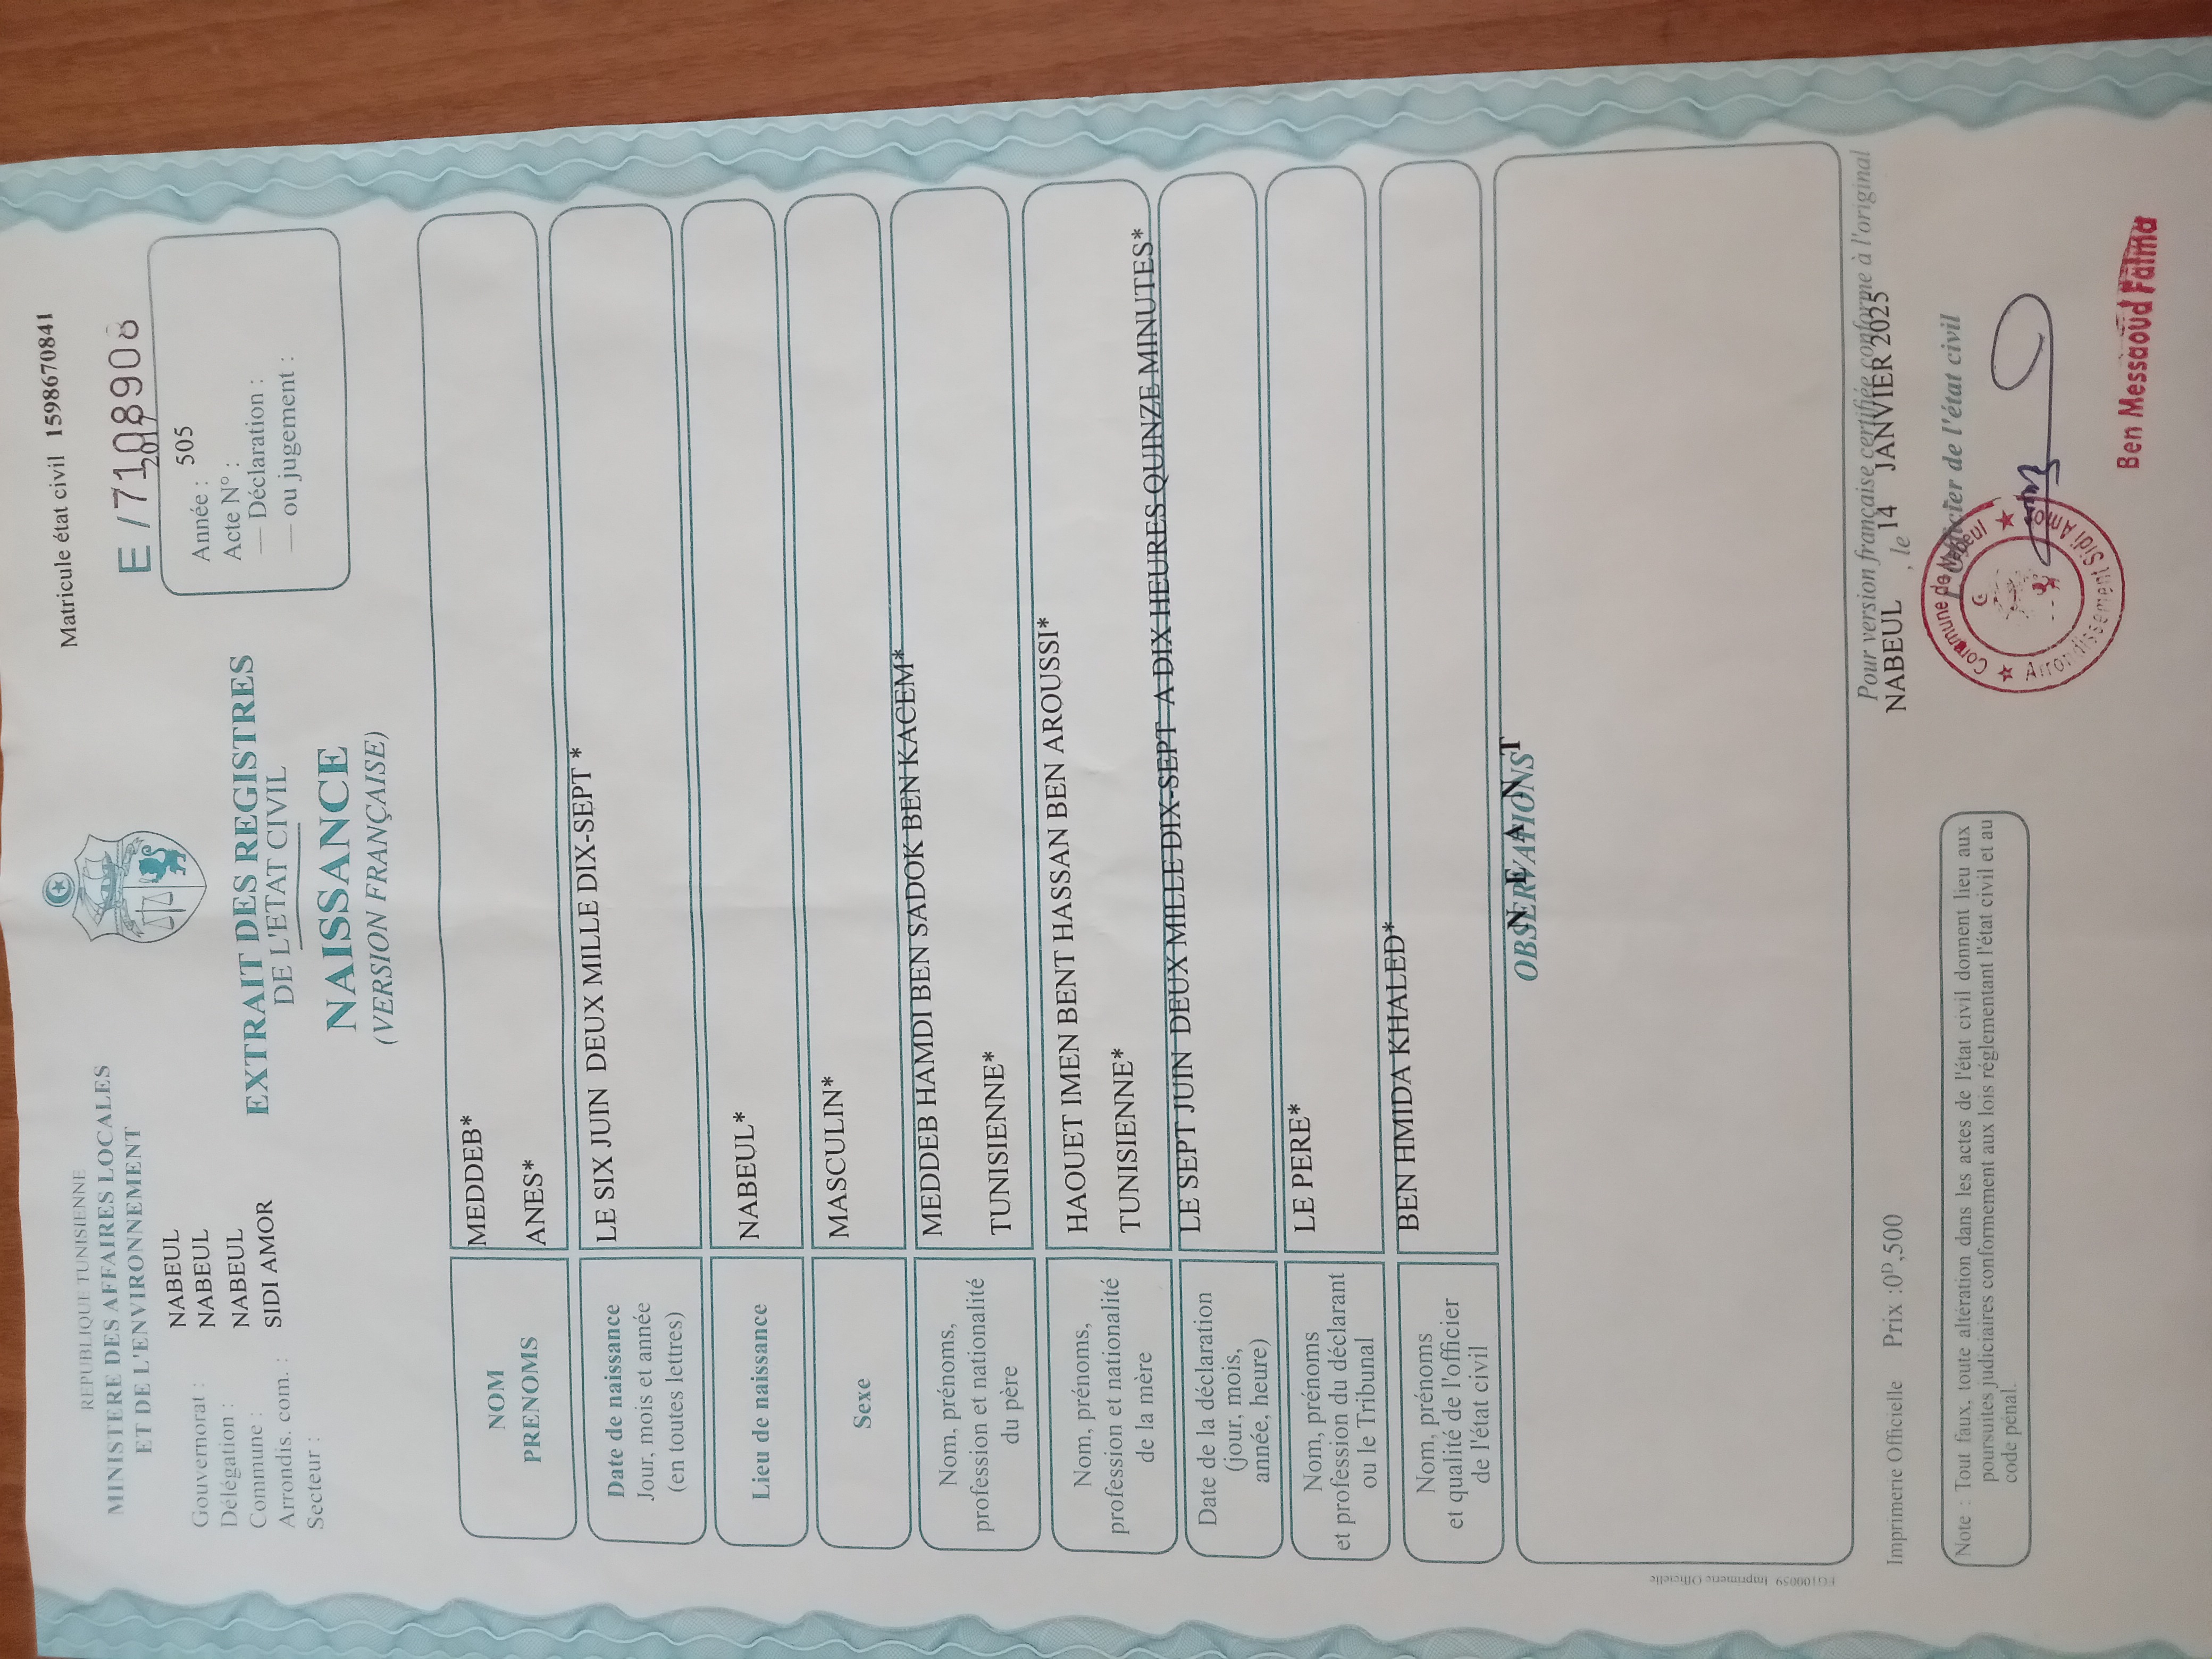 REPUBLIQUE TUNISIENNE
MINISTERE DES AFFAIRES LOCALES
ET DE L'ENVIRONNEMENT
Gouvernorat : NABEUL
Délégation : NABEUL
Commune : NABEUL
Arrondis. com. : SIDI AMOR
Secteur :
Matricule état civil 1598670841
E / 710890
2017
Année : 505
Acte N° :
— Déclaration :
— ou jugement :
EXTRAIT DES REGISTRES
DE L'ETAT CIVIL
NAISSANCE
(VERSION FRANÇAISE)
NOM MEDDEB*
PRENOMS ANES*
Date de naissance
Jour, mois et année
(en toutes lettres)
LE SIX JUIN DEUX MILLE DIX-SEPT *
Lieu de naissance NABEUL*
Sexe MASCULIN*
Nom, prénoms,
profession et nationalité
du père
MEDDEB HAMDI BEN SADOK BEN KACEM*
TUNISIENNE*
Nom, prénoms,
profession et nationalité
de la mère
HAOUET IMEN BENT HASSAN BEN AROUSSI*
TUNISIENNE*
Date de la déclaration
(jour, mois,
année, heure)
LE SEPT JUIN DEUX MILLE DIX-SEPT A DIX HEURES QUINZE MINUTES*
Nom, prénoms
et profession du déclarant
ou le Tribunal
LE PERE*
Nom, prénoms
et qualité de l'officier
de l'état civil
BEN HMIDA KHALED*
OBSERVATIONS
N E A N T
FG100059 Imprimerie Officielle
Imprimerie Officielle Prix :0ᴰ,500
Pour version française certifiée conforme à l'original
NABEUL , le 14 JANVIER 2025
L'officier de l'état civil
Commune de Nabeul
Arrondissement Sidi Amor
Ben Messaoud Fatma
Note : Tout faux, toute altération dans les actes de l'état civil donnent lieu aux
poursuites judiciaires conformement aux lois réglementant l'état civil et au
code pénal.